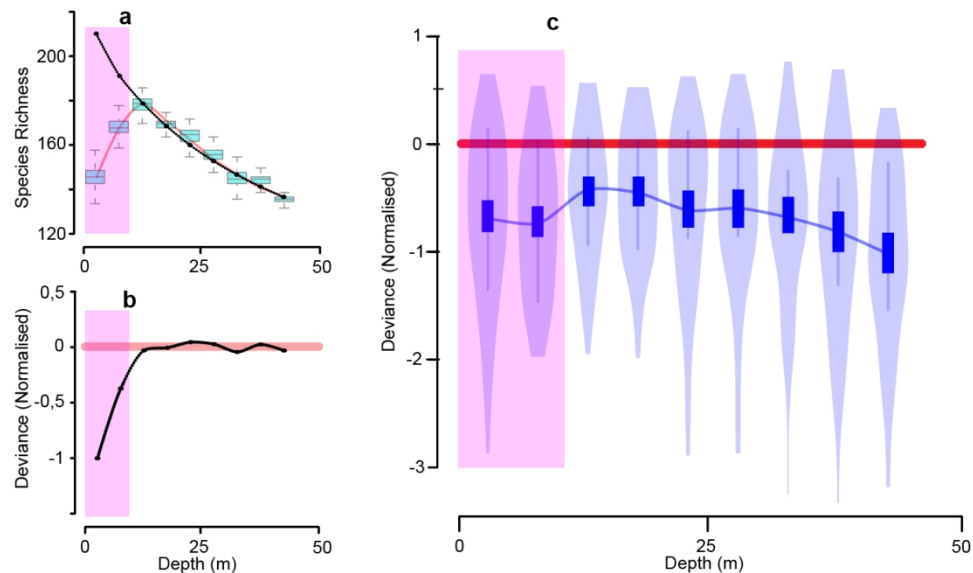 a
Species Richness
200
160
120
0
25
50
b
Deviance (Normalised)
0,5
0
-0,5
-1
0
25
50
Depth (m)
c
Deviance (Normalised)
1
0
-1
-2
-3
0
25
50
Depth (m)